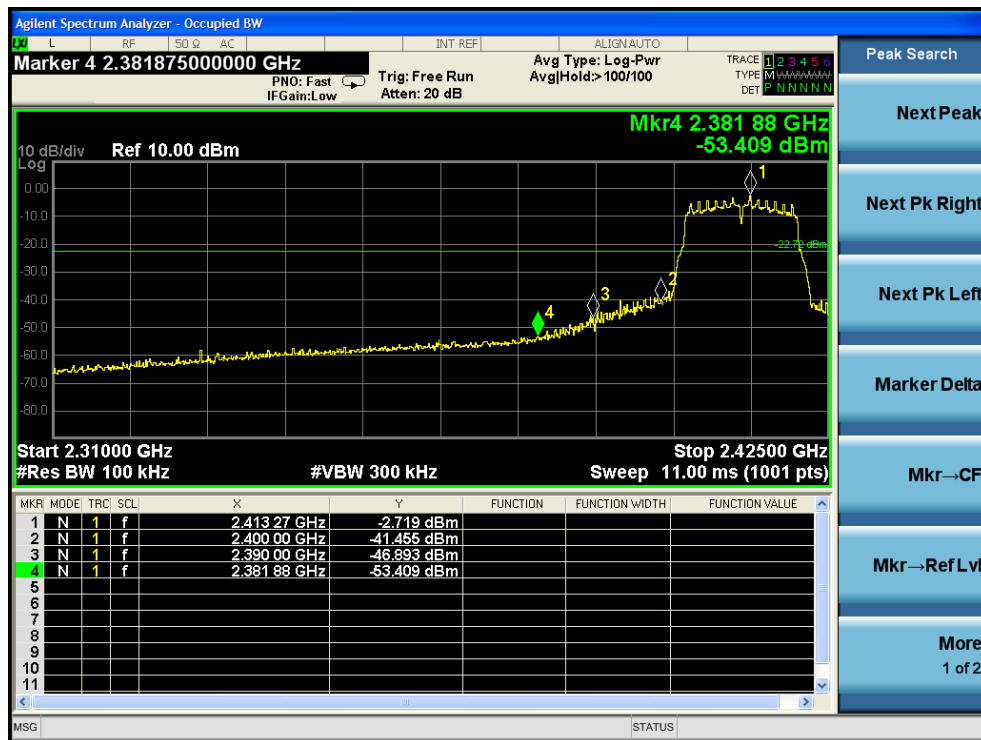 Agilent Spectrum Analyzer - Occupied BW
LXI L RF 50 Ω AC INT REF ALIGNAUTO
Marker 4 2.381875000000 GHz
PNO: Fast
IFGain:Low
Trig: Free Run
Atten: 20 dB
Avg Type: Log-Pwr
Avg|Hold:>100/100
TRACE 1 2 3 4 5 6
TYPE M
DET P N N N N N
Mkr4 2.381 88 GHz
-53.409 dBm
10 dB/div Ref 10.00 dBm
Log
0.00
-10.0
-20.0
-30.0
-40.0
-50.0
-60.0
-70.0
-80.0
1
2
3
4
-22.72 dBm
Start 2.31000 GHz Stop 2.42500 GHz
#Res BW 100 kHz #VBW 300 kHz Sweep 11.00 ms (1001 pts)
MKR MODE TRC SCL X Y FUNCTION FUNCTION WIDTH FUNCTION VALUE
1 N 1 f 2.413 27 GHz -2.719 dBm
2 N 1 f 2.400 00 GHz -41.455 dBm
3 N 1 f 2.390 00 GHz -46.893 dBm
4 N 1 f 2.381 88 GHz -53.409 dBm
5
6
7
8
9
10
11
MSG STATUS
Peak Search
Next Peak
Next Pk Right
Next Pk Left
Marker Delta
Mkr→CF
Mkr→Ref Lvl
More
1 of 2